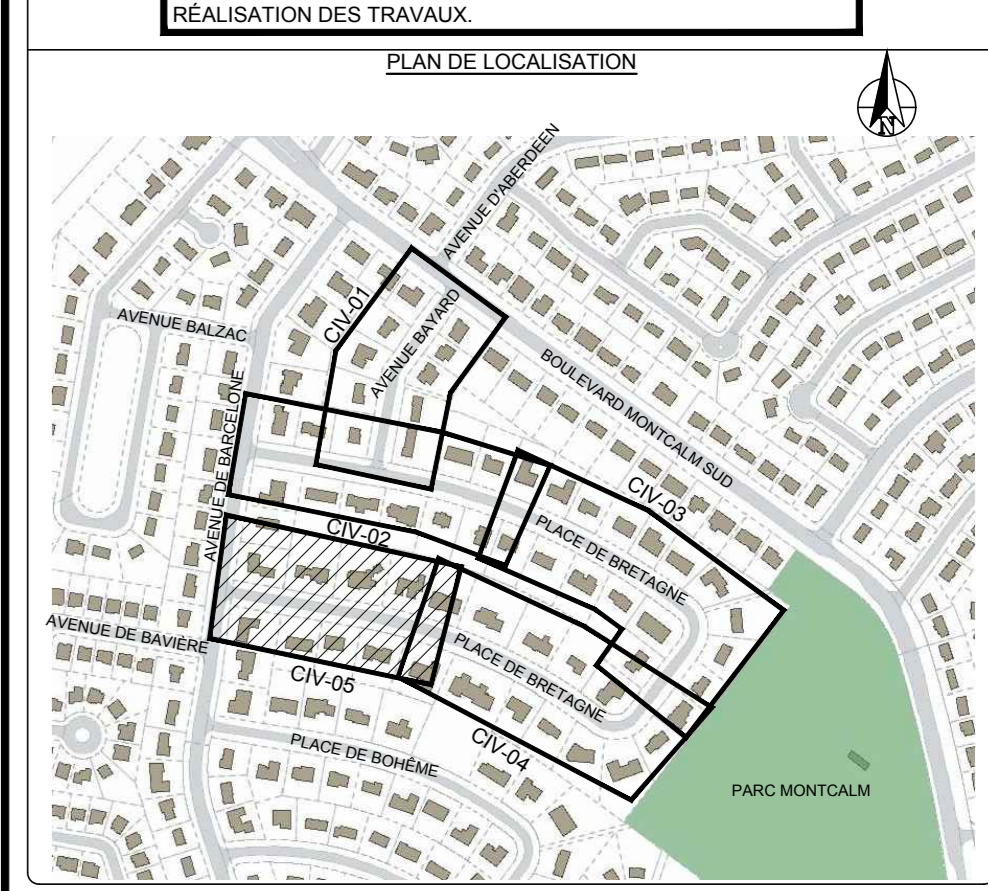 RÉALISATION DES TRAVAUX.
PLAN DE LOCALISATION
N
AVENUE D'ABERDEEN
CIV-01
AVENUE BAYARD
AVENUE BALZAC
BOULEVARD MONTCALM SUD
AVENUE DE BARCELONE
CIV-03
CIV-02
PLACE DE BRETAGNE
AVENUE DE BAVIÈRE
PLACE DE BRETAGNE
CIV-05
CIV-04
PLACE DE BOHÊME
PARC MONTCALM